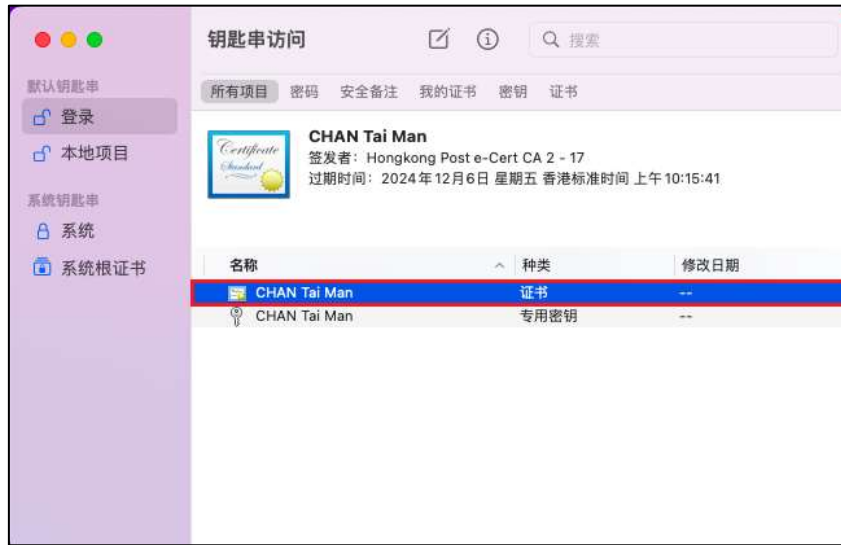 钥匙串访问
搜索
默认钥匙串
登录
本地项目
系统钥匙串
系统
系统根证书
所有项目 密码 安全备注 我的证书 密钥 证书
Certificate
Standard
CHAN Tai Man
签发者：Hongkong Post e-Cert CA 2 - 17
过期时间：2024年12月6日 星期五 香港标准时间 上午10:15:41
名称 种类 修改日期
CHAN Tai Man 证书 --
CHAN Tai Man 专用密钥 --